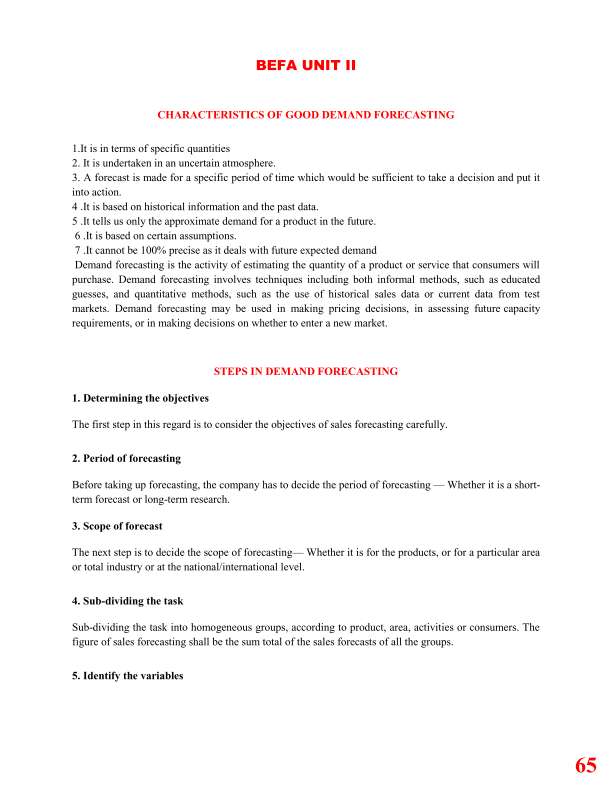 BEFA UNIT II
CHARACTERISTICS OF GOOD DEMAND FORECASTING
1.It is in terms of specific quantities
2. It is undertaken in an uncertain atmosphere.
3. A forecast is made for a specific period of time which would be sufficient to take a decision and put it
into action.
4 .It is based on historical information and the past data.
5 .It tells us only the approximate demand for a product in the future.
6 .It is based on certain assumptions.
7 .It cannot be 100% precise as it deals with future expected demand
Demand forecasting is the activity of estimating the quantity of a product or service that consumers will
purchase. Demand forecasting involves techniques including both informal methods, such as educated
guesses, and quantitative methods, such as the use of historical sales data or current data from test
markets. Demand forecasting may be used in making pricing decisions, in assessing future capacity
requirements, or in making decisions on whether to enter a new market.
STEPS IN DEMAND FORECASTING
1. Determining the objectives
The first step in this regard is to consider the objectives of sales forecasting carefully.
2. Period of forecasting
Before taking up forecasting, the company has to decide the period of forecasting — Whether it is a short-
term forecast or long-term research.
3. Scope of forecast
The next step is to decide the scope of forecasting— Whether it is for the products, or for a particular area
or total industry or at the national/international level.
4. Sub-dividing the task
Sub-dividing the task into homogeneous groups, according to product, area, activities or consumers. The
figure of sales forecasting shall be the sum total of the sales forecasts of all the groups.
5. Identify the variables
65